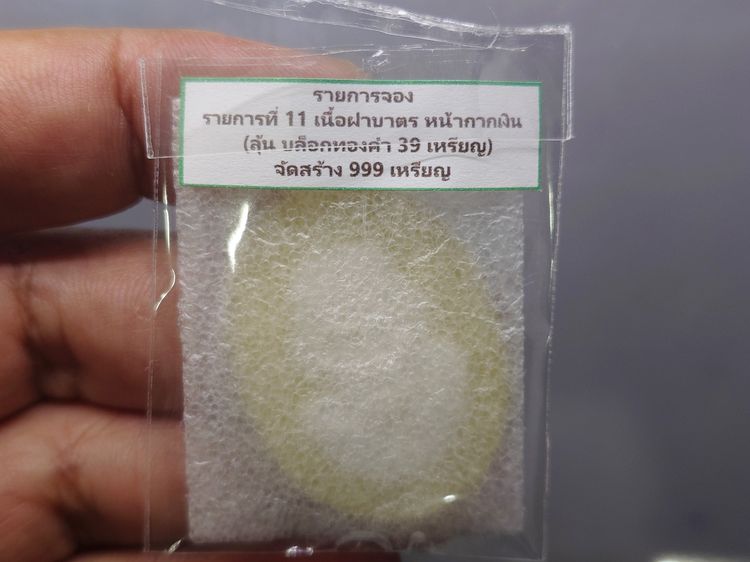 รายการจอง
รายการที่ 11 เนื้อฝาบาตร หน้ากากเงิน
(ลุ้น บล็อกทองคำ 39 เหรียญ)
จัดสร้าง 999 เหรียญ